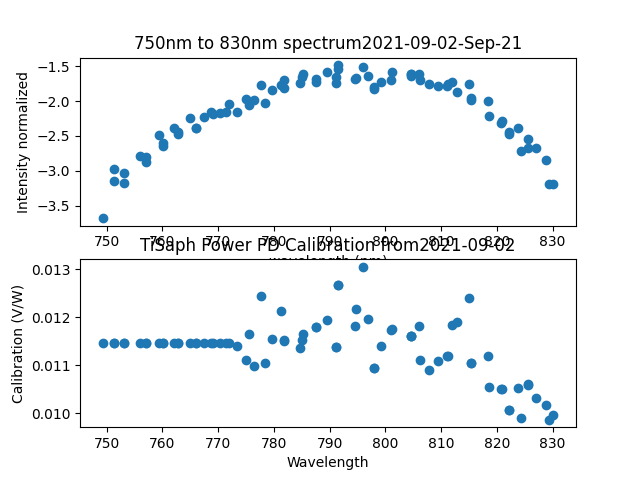 750nm to 830nm spectrum2021-09-02-Sep-21
−1.5
−2.0
−2.5
−3.0
−3.5
Intensity normalized
750 760 770 780 790 800 810 820 830
wavelength (nm)
TiSaph Power PD Calibration from2021-09-02
0.013
0.012
0.011
0.010
Calibration (V/W)
750 760 770 780 790 800 810 820 830
Wavelength